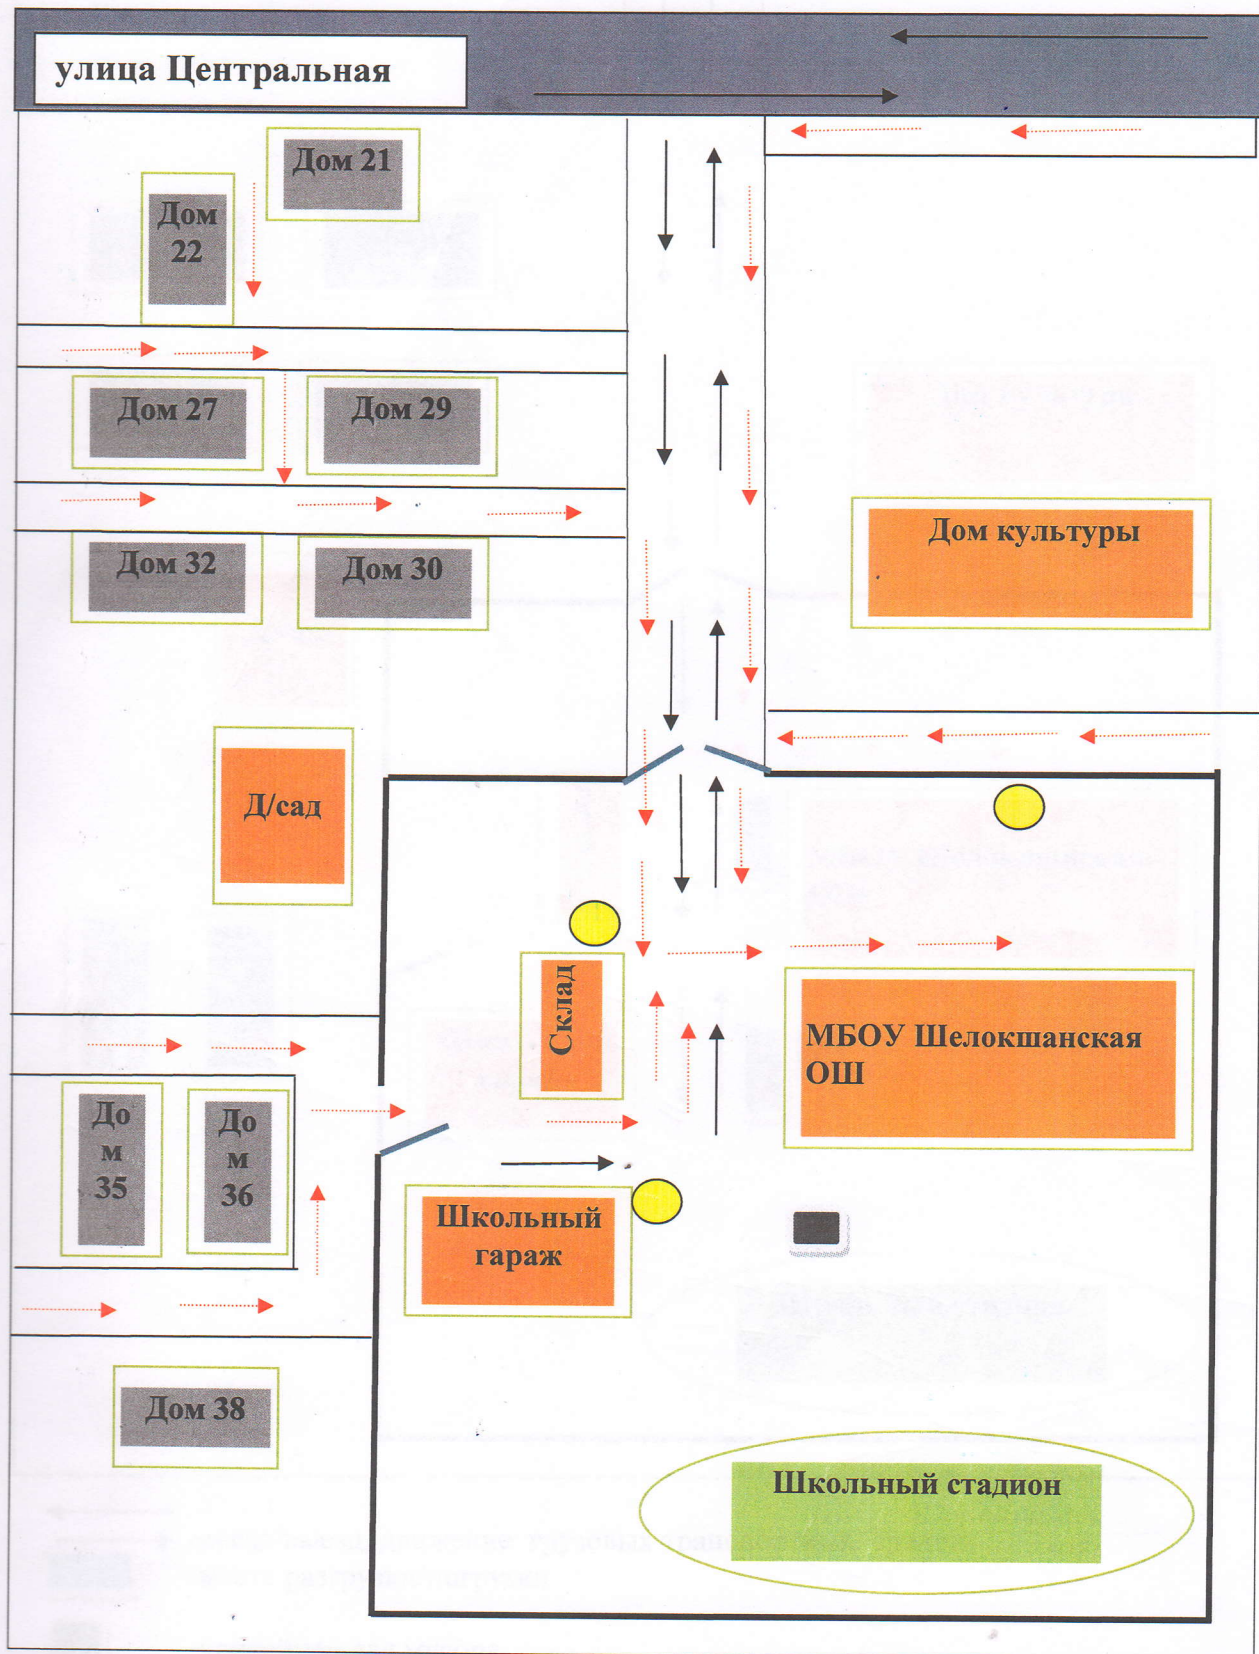 улица Центральная
Дом 21
Дом
22
Дом 27
Дом 29
Дом культуры
Дом 32
Дом 30
Д/сад
Склад
МБОУ Шелокшанская
ОШ
До
м
35
До
м
36
Школьный
гараж
Дом 38
Школьный стадион